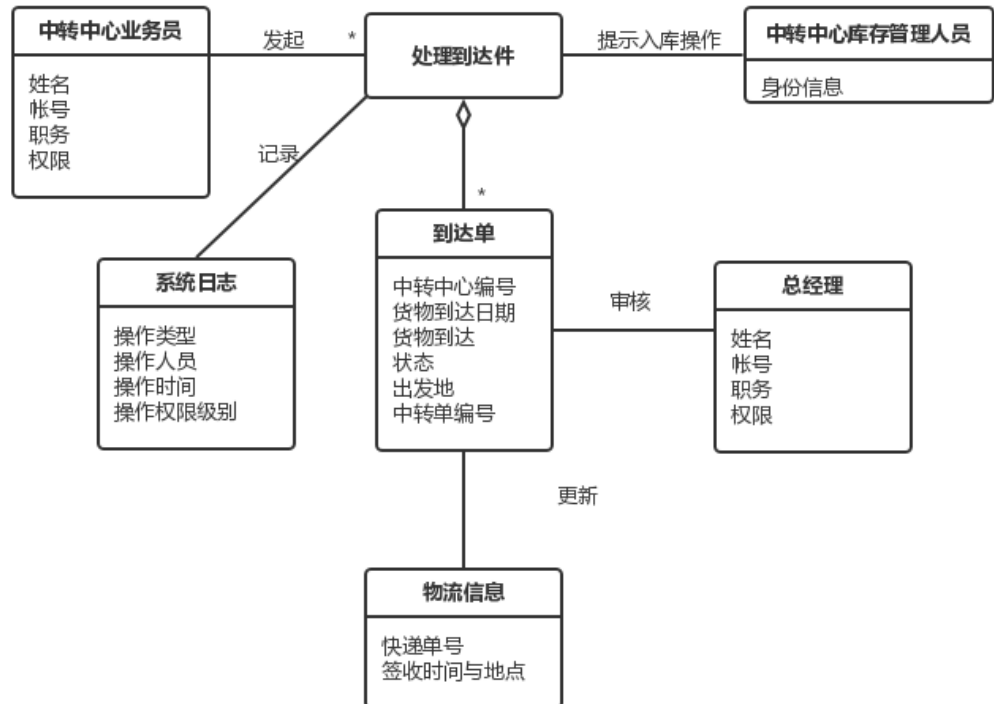 中转中心业务员
姓名
帐号
职务
权限
发起
*
处理到达件
提示入库操作
中转中心库存管理人员
身份信息
记录
*
系统日志
操作类型
操作人员
操作时间
操作权限级别
到达单
中转中心编号
货物到达日期
货物到达
状态
出发地
中转单编号
审核
总经理
姓名
帐号
职务
权限
更新
物流信息
快递单号
签收时间与地点